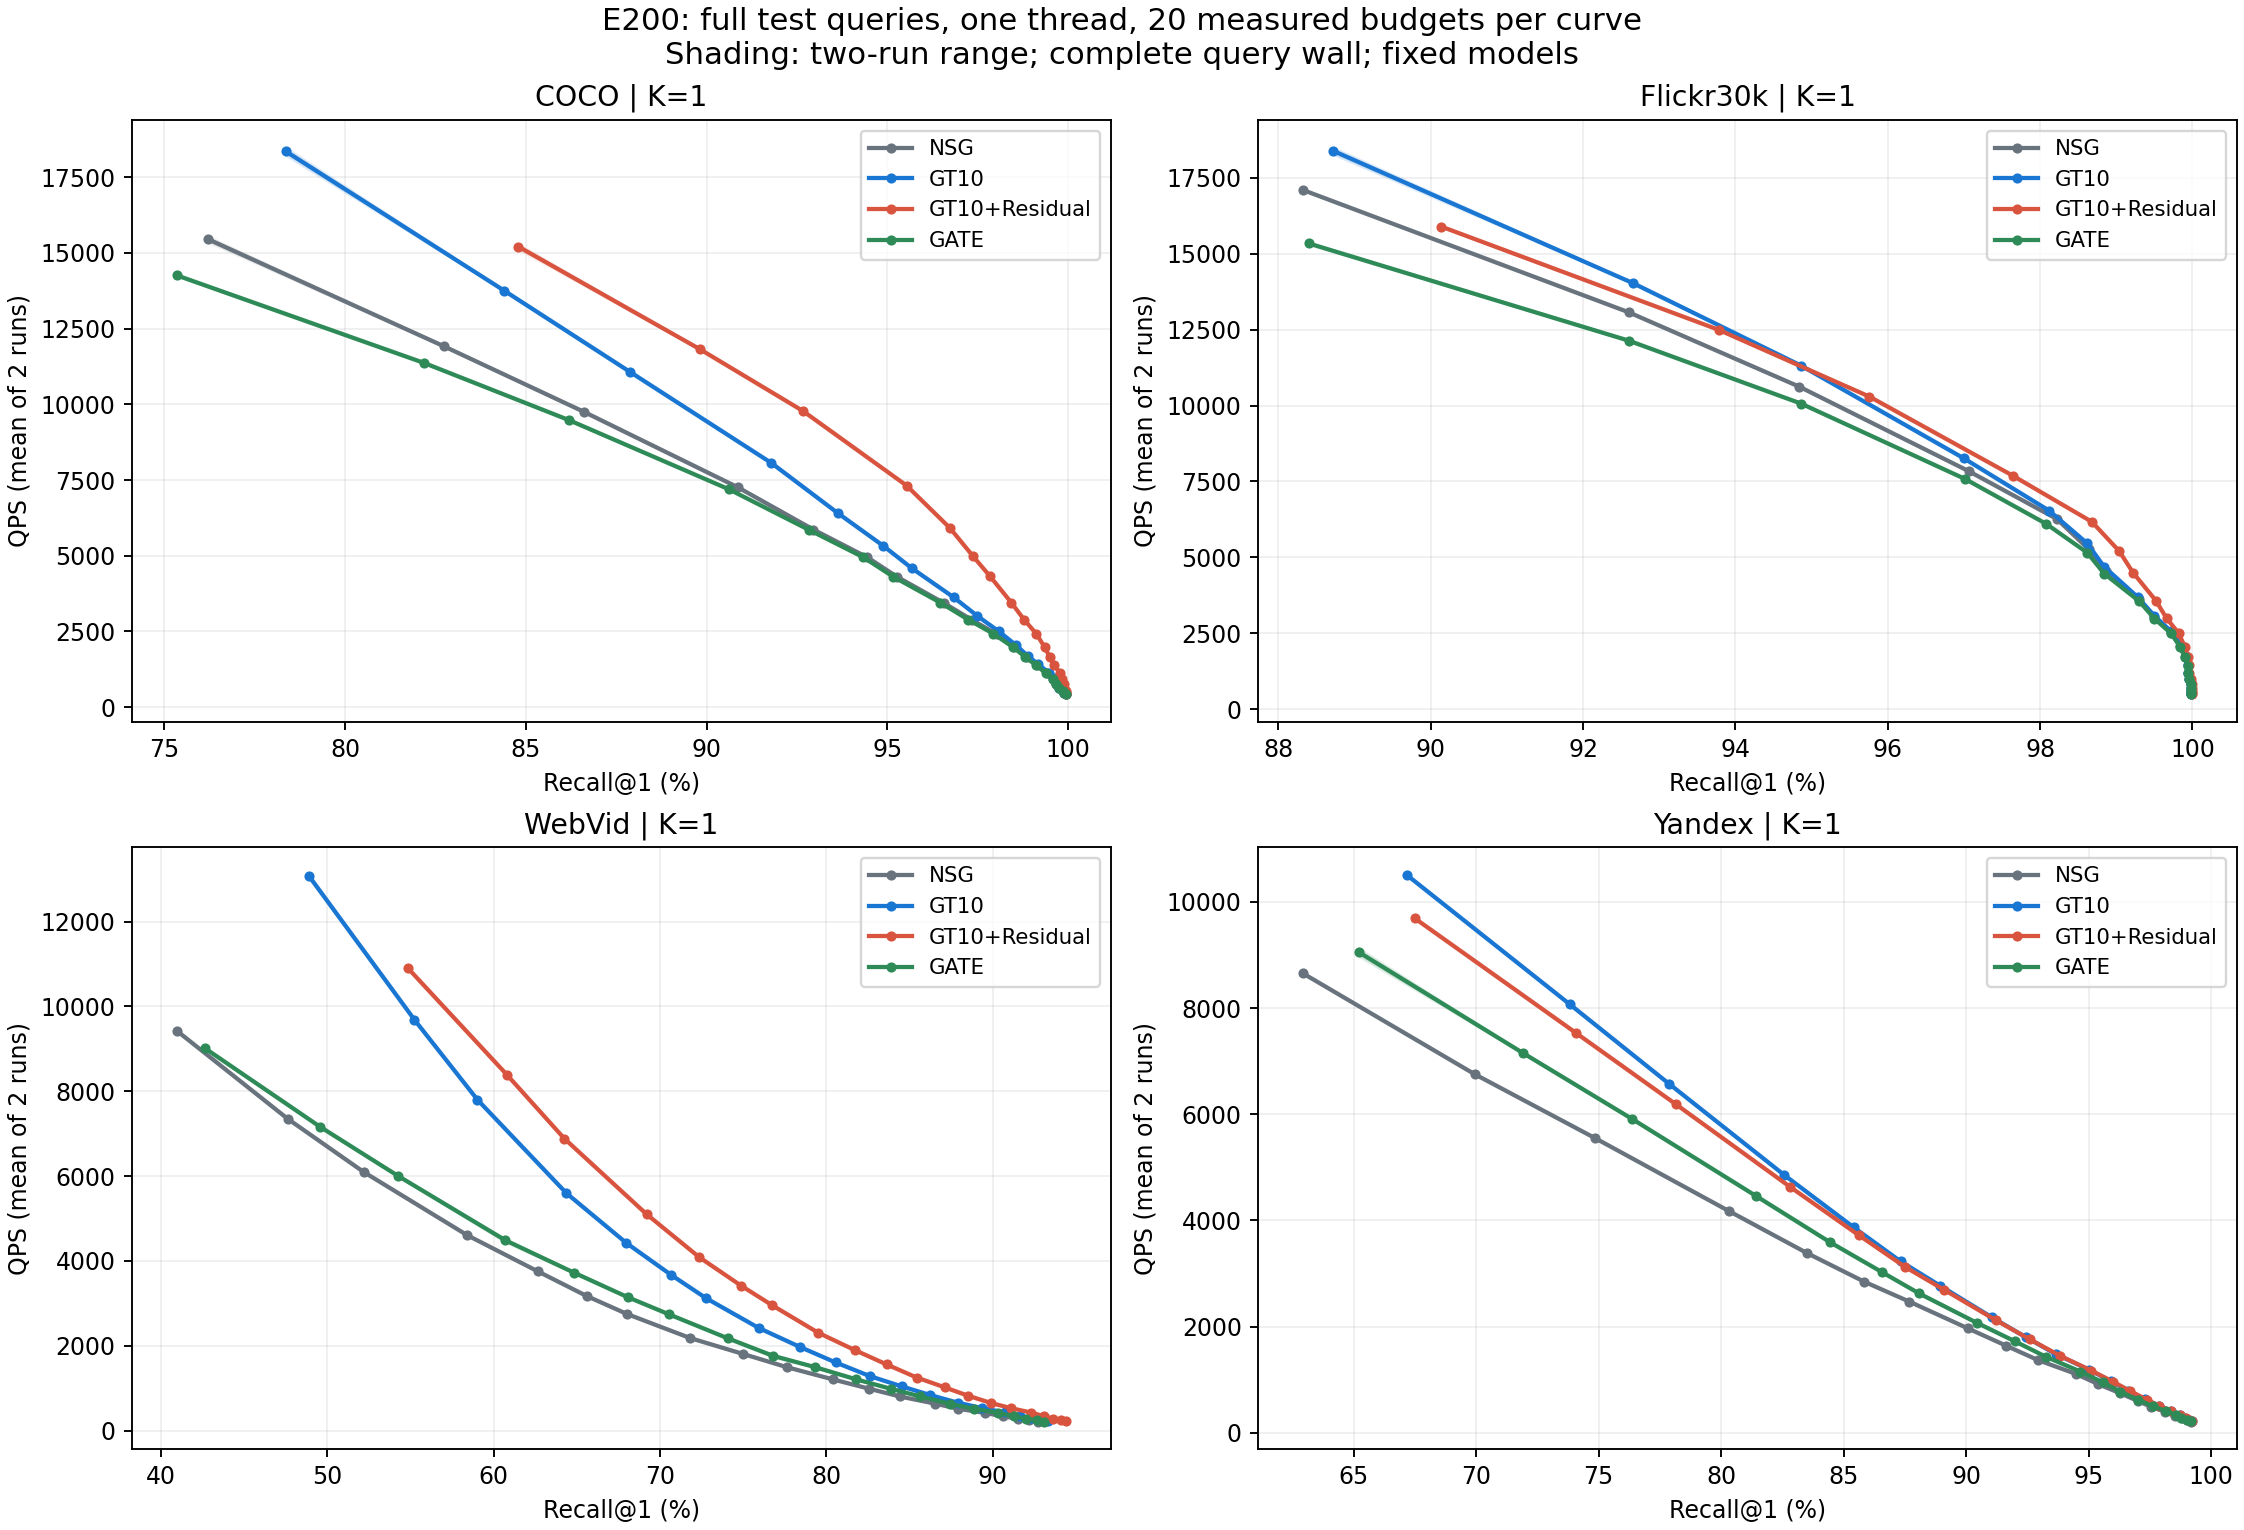 E200: full test queries, one thread, 20 measured budgets per curve
Shading: two-run range; complete query wall; fixed models
COCO | K=1
QPS (mean of 2 runs)
17500
15000
12500
10000
7500
5000
2500
0
75
80
85
90
95
100
Recall@1 (%)
NSG
GT10
GT10+Residual
GATE
Flickr30k | K=1
QPS (mean of 2 runs)
17500
15000
12500
10000
7500
5000
2500
0
88
90
92
94
96
98
100
Recall@1 (%)
NSG
GT10
GT10+Residual
GATE
WebVid | K=1
QPS (mean of 2 runs)
12000
10000
8000
6000
4000
2000
0
40
50
60
70
80
90
Recall@1 (%)
NSG
GT10
GT10+Residual
GATE
Yandex | K=1
QPS (mean of 2 runs)
10000
8000
6000
4000
2000
0
65
70
75
80
85
90
95
100
Recall@1 (%)
NSG
GT10
GT10+Residual
GATE